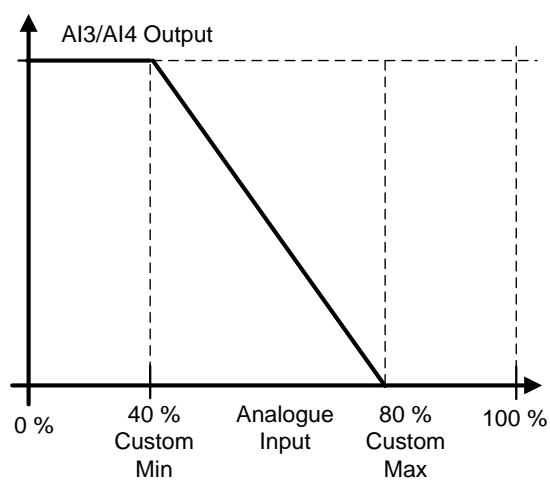 AI3/AI4 Output
0 %
40 %
Custom
Min
Analogue
Input
80 %
Custom
Max
100 %